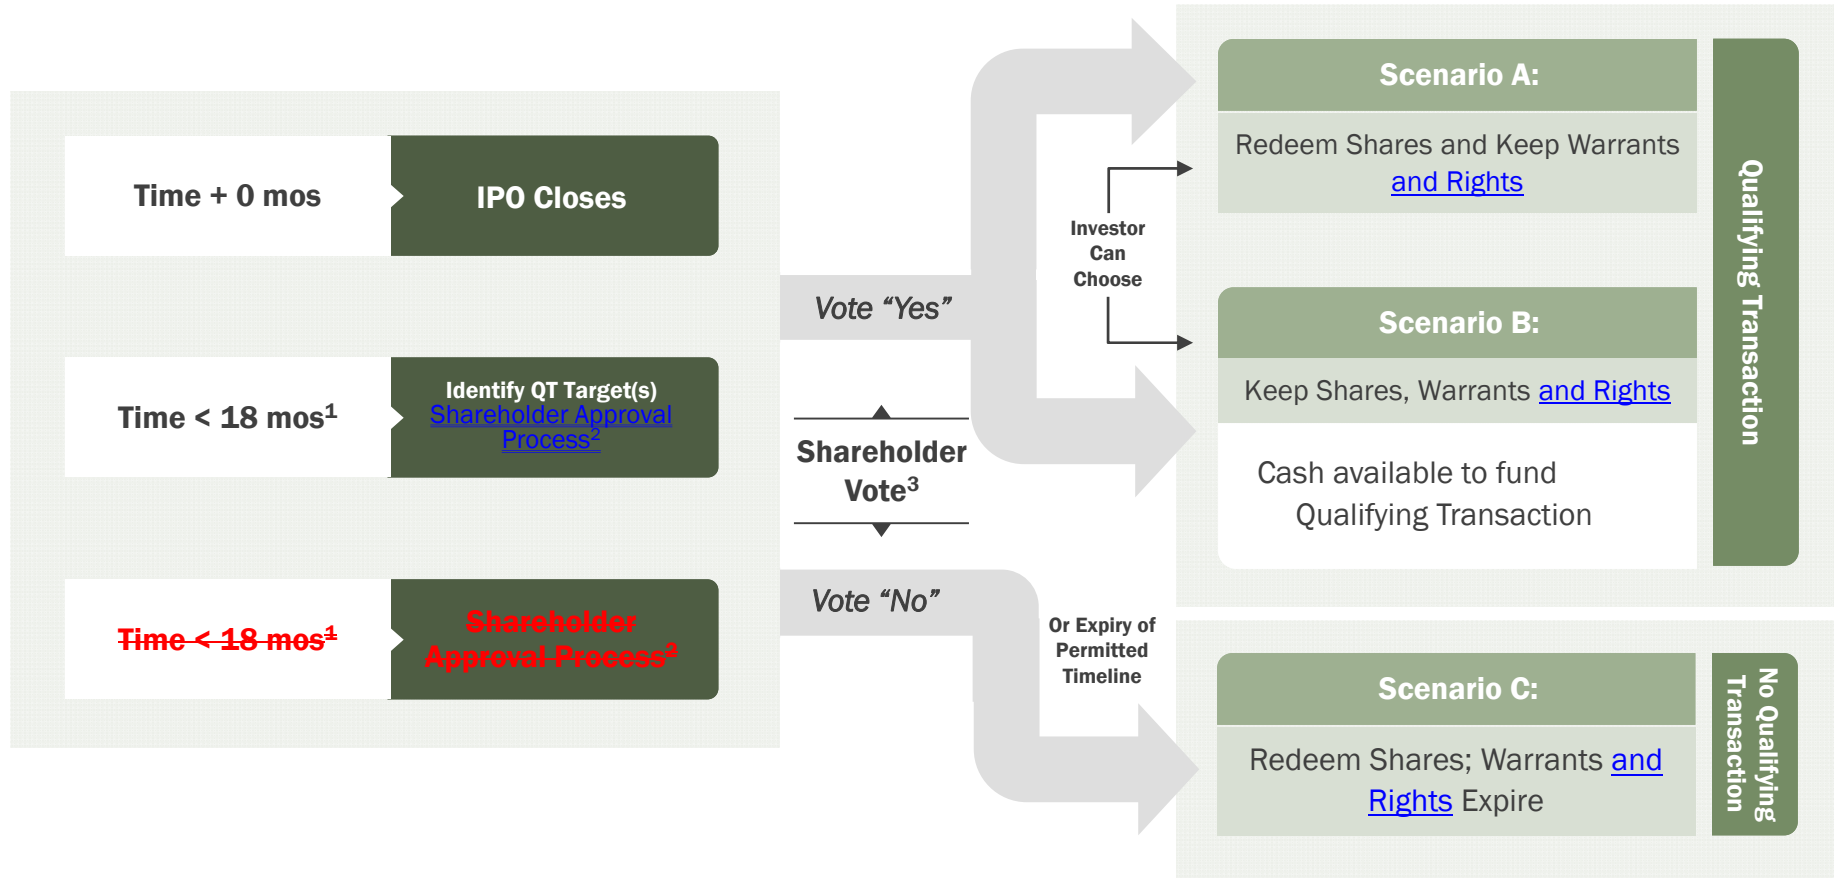 Time + 0 mos
IPO Closes
Time < 18 mos¹
Identify QT Target(s)
Shareholder Approval
Process²
Time < 18 mos¹
Shareholder
Approval Process²
Vote “Yes”
Shareholder
Vote³
Vote “No”
Investor
Can
Choose
Or Expiry of
Permitted
Timeline
Scenario A:
Redeem Shares and Keep Warrants
and Rights
Scenario B:
Keep Shares, Warrants and Rights
Cash available to fund
Qualifying Transaction
Qualifying Transaction
Scenario C:
Redeem Shares; Warrants and
Rights Expire
No Qualifying
Transaction